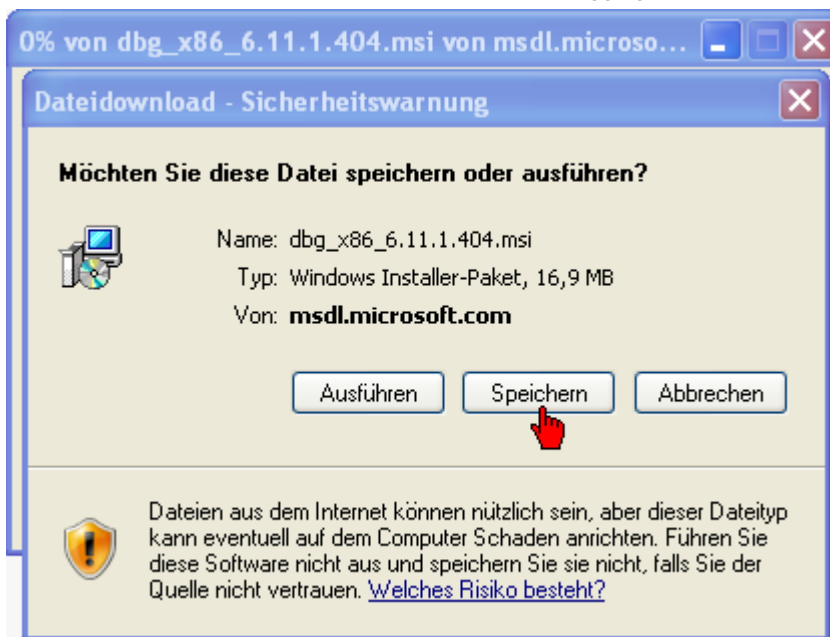 0% von dbg_x86_6.11.1.404.msi von msdl.microso...
Dateidownload - Sicherheitswarnung
Möchten Sie diese Datei speichern oder ausführen?
Name: dbg_x86_6.11.1.404.msi
Typ: Windows Installer-Paket, 16,9 MB
Von: msdl.microsoft.com
Ausführen Speichern Abbrechen
Dateien aus dem Internet können nützlich sein, aber dieser Dateityp
kann eventuell auf dem Computer Schaden anrichten. Führen Sie
diese Software nicht aus und speichern Sie sie nicht, falls Sie der
Quelle nicht vertrauen. Welches Risiko besteht?